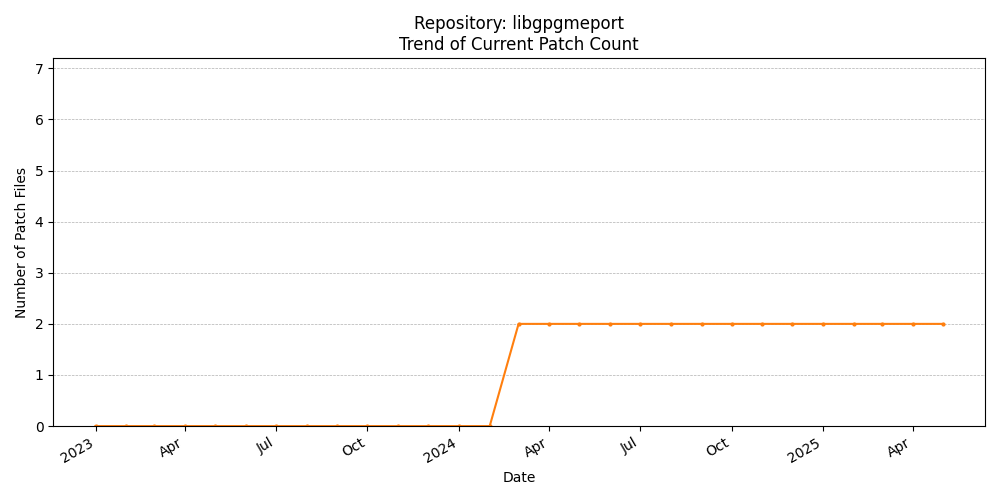 Repository: libgpgmeport
Trend of Current Patch Count
7
6
5
4
3
2
1
0
Number of Patch Files
2023
Apr
Jul
Oct
2024
Apr
Jul
Oct
2025
Apr
Date